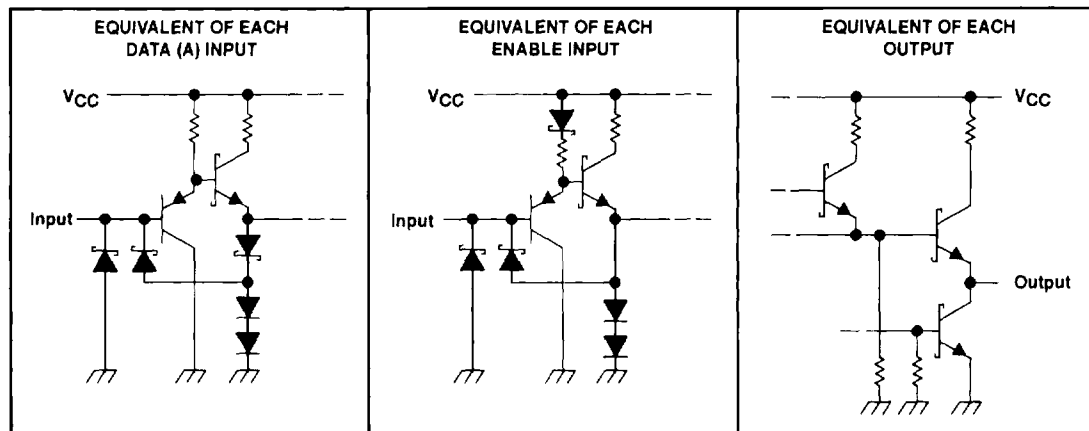 EQUIVALENT OF EACH
DATA (A) INPUT
VCC
Input
EQUIVALENT OF EACH
ENABLE INPUT
VCC
Input
EQUIVALENT OF EACH
OUTPUT
VCC
Output